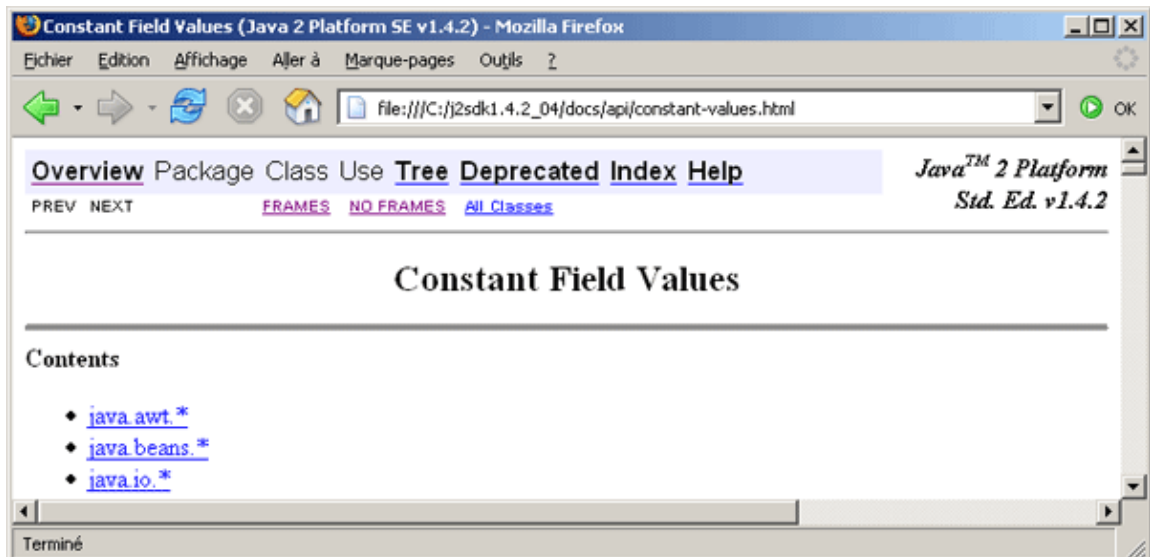 Constant Field Values (Java 2 Platform SE v1.4.2) - Mozilla Firefox
Fichier Edition Affichage Aller à Marque-pages Outils ?
file:///C:/j2sdk1.4.2_04/docs/api/constant-values.html OK
Overview Package Class Use Tree Deprecated Index Help
Java™ 2 Platform
Std. Ed. v1.4.2
PREV NEXT FRAMES NO FRAMES All Classes
Constant Field Values
Contents
java.awt.*
java.beans.*
java.io.*
Terminé